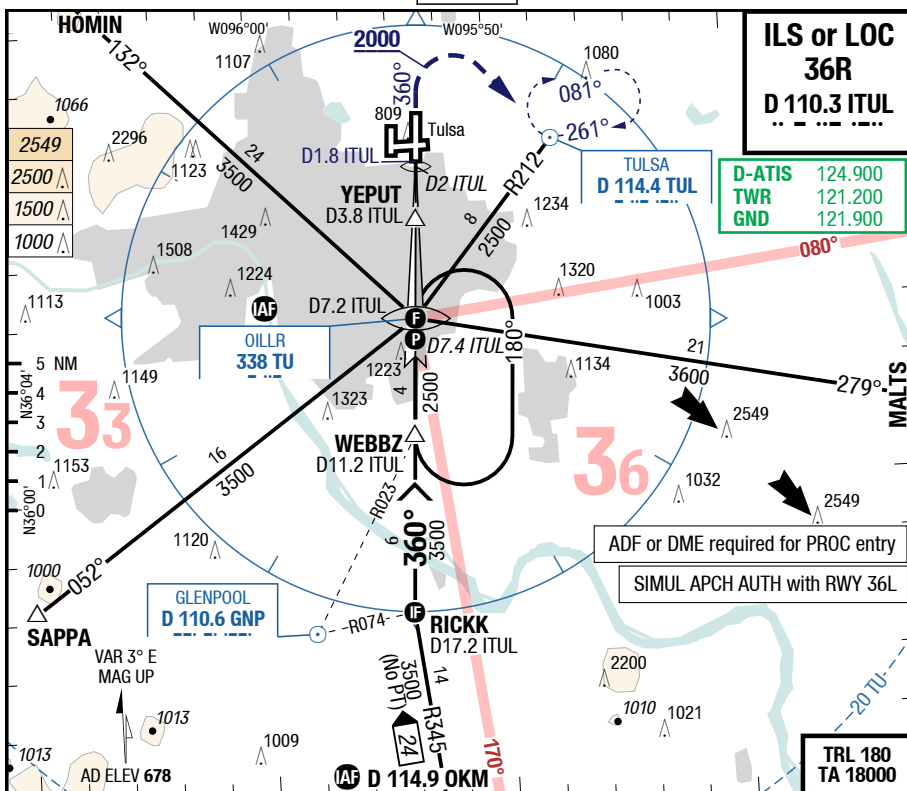 HOMIN
W096°00'
W095°50'
ILS or LOC
36R
D 110.3 ITUL
2000
1107
1080
132°
360°
081°
261°
1066
809
Tulsa
2296
2549
2500
1500
1000
1123
24
3500
D1.8 ITUL
D2 ITUL
TULSA
D 114.4 TUL
D-ATIS 124.900
TWR 121.200
GND 121.900
YEPUT
D3.8 ITUL
R212
8
2500
1234
1429
1508
080°
1224
1320
1003
1113
IAF
D7.2 ITUL
F
P
D7.4 ITUL
180°
OILLR
338 TU
1223
1134
21
3600
279°
MALTS
5 NM
4
3
2
1
0
N36°04'
N36°00'
33
1149
1323
4
2500
2549
WEBBZ
D11.2 ITUL
36
16
3500
1153
1032
2549
R023
360°
6
3500
1120
ADF or DME required for PROC entry
SIMUL APCH AUTH with RWY 36L
1000
052°
SAPPA
GLENPOOL
D 110.6 GNP
R074
IF
RICKK
D17.2 ITUL
VAR 3° E
MAG UP
3500
(No PT)
14
R345
24
170°
2200
1010
1021
20 TU
1013
1013
1009
AD ELEV 678
IAF D 114.9 OKM
TRL 180
TA 18000